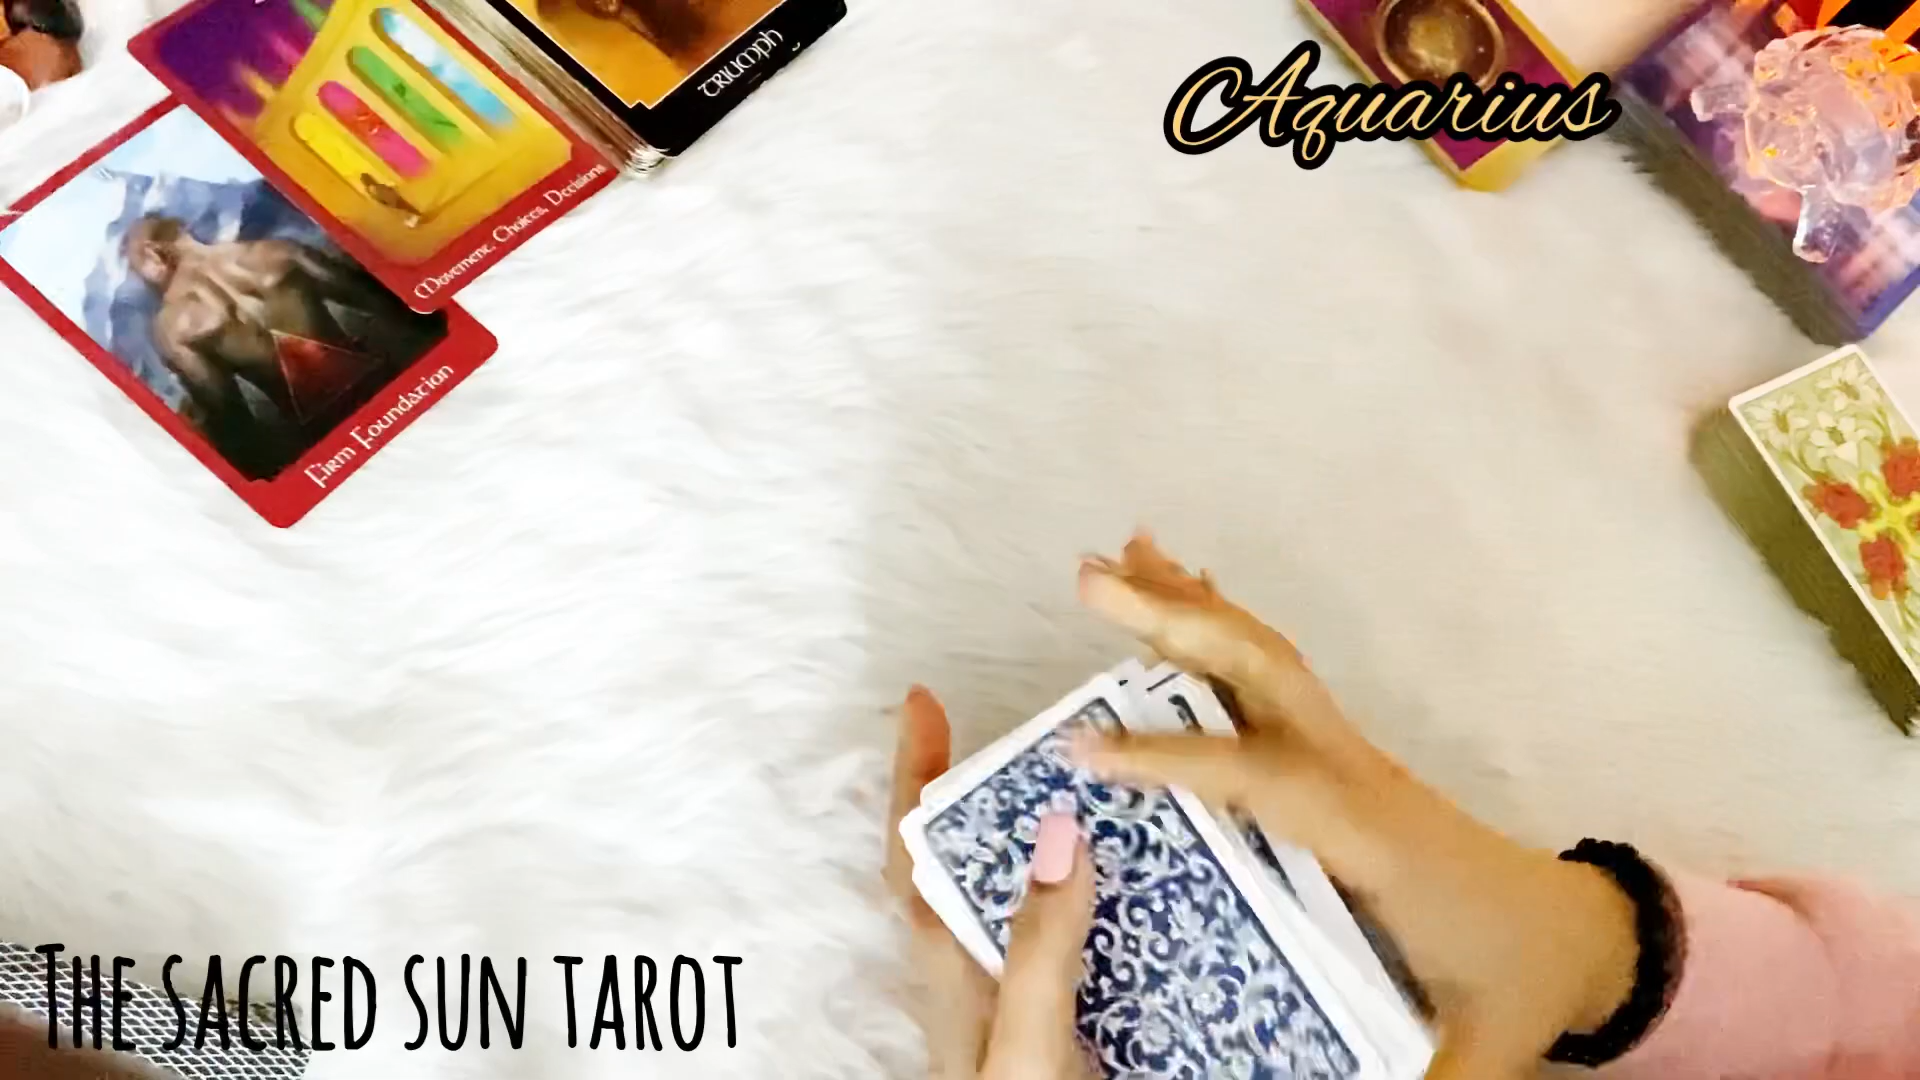 TRIUMPH
Aquarius
Movement, Choices, Decisions
Firm Foundation
THE SACRED SUN TAROT